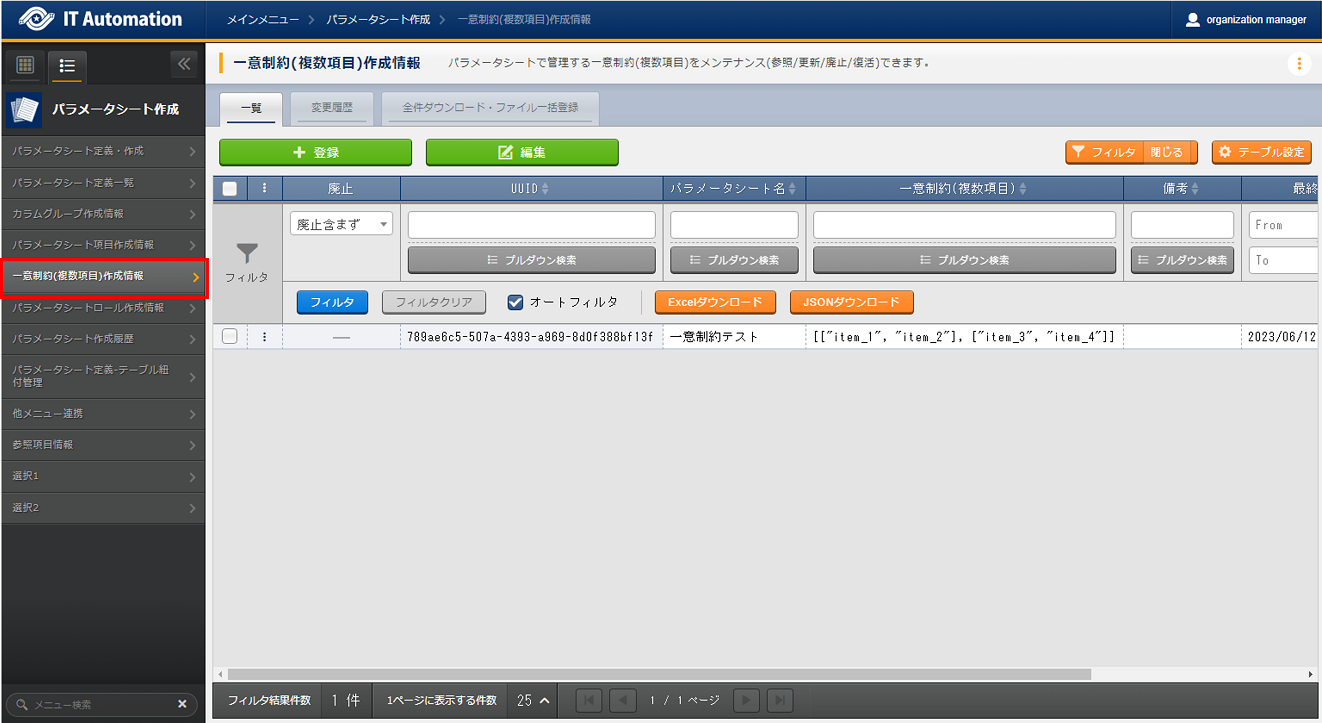 IT Automation
メインメニュー パラメータシート作成 一意制約(複数項目)作成情報
organization manager
パラメータシート作成
パラメータシート定義・作成
パラメータシート定義一覧
カラムグループ作成情報
パラメータシート項目作成情報
一意制約(複数項目)作成情報
パラメータシートロール作成情報
パラメータシート作成履歴
パラメータシート定義-テーブル紐
付管理
他メニュー連携
参照項目情報
選択1
選択2
メニュー検索
一意制約(複数項目)作成情報 パラメータシートで管理する一意制約(複数項目)をメンテナンス(参照/更新/廃止/復活)できます。
一覧 変更履歴 全件ダウンロード・ファイル一括登録
登録 編集 フィルタ 閉じる テーブル設定
廃止 UUID パラメータシート名 一意制約(複数項目) 備考 最終
フィルタ
廃止含まず From
プルダウン検索 プルダウン検索 プルダウン検索 プルダウン検索 To
フィルタ フィルタクリア オートフィルタ Excelダウンロード JSONダウンロード
— 789ae6c5-507a-4393-a969-8d0f388bf13f 一意制約テスト [["item_1", "item_2"], ["item_3", "item_4"]] 2023/06/12
フィルタ結果件数 1 件 1ページに表示する件数 25 1 / 1 ページ